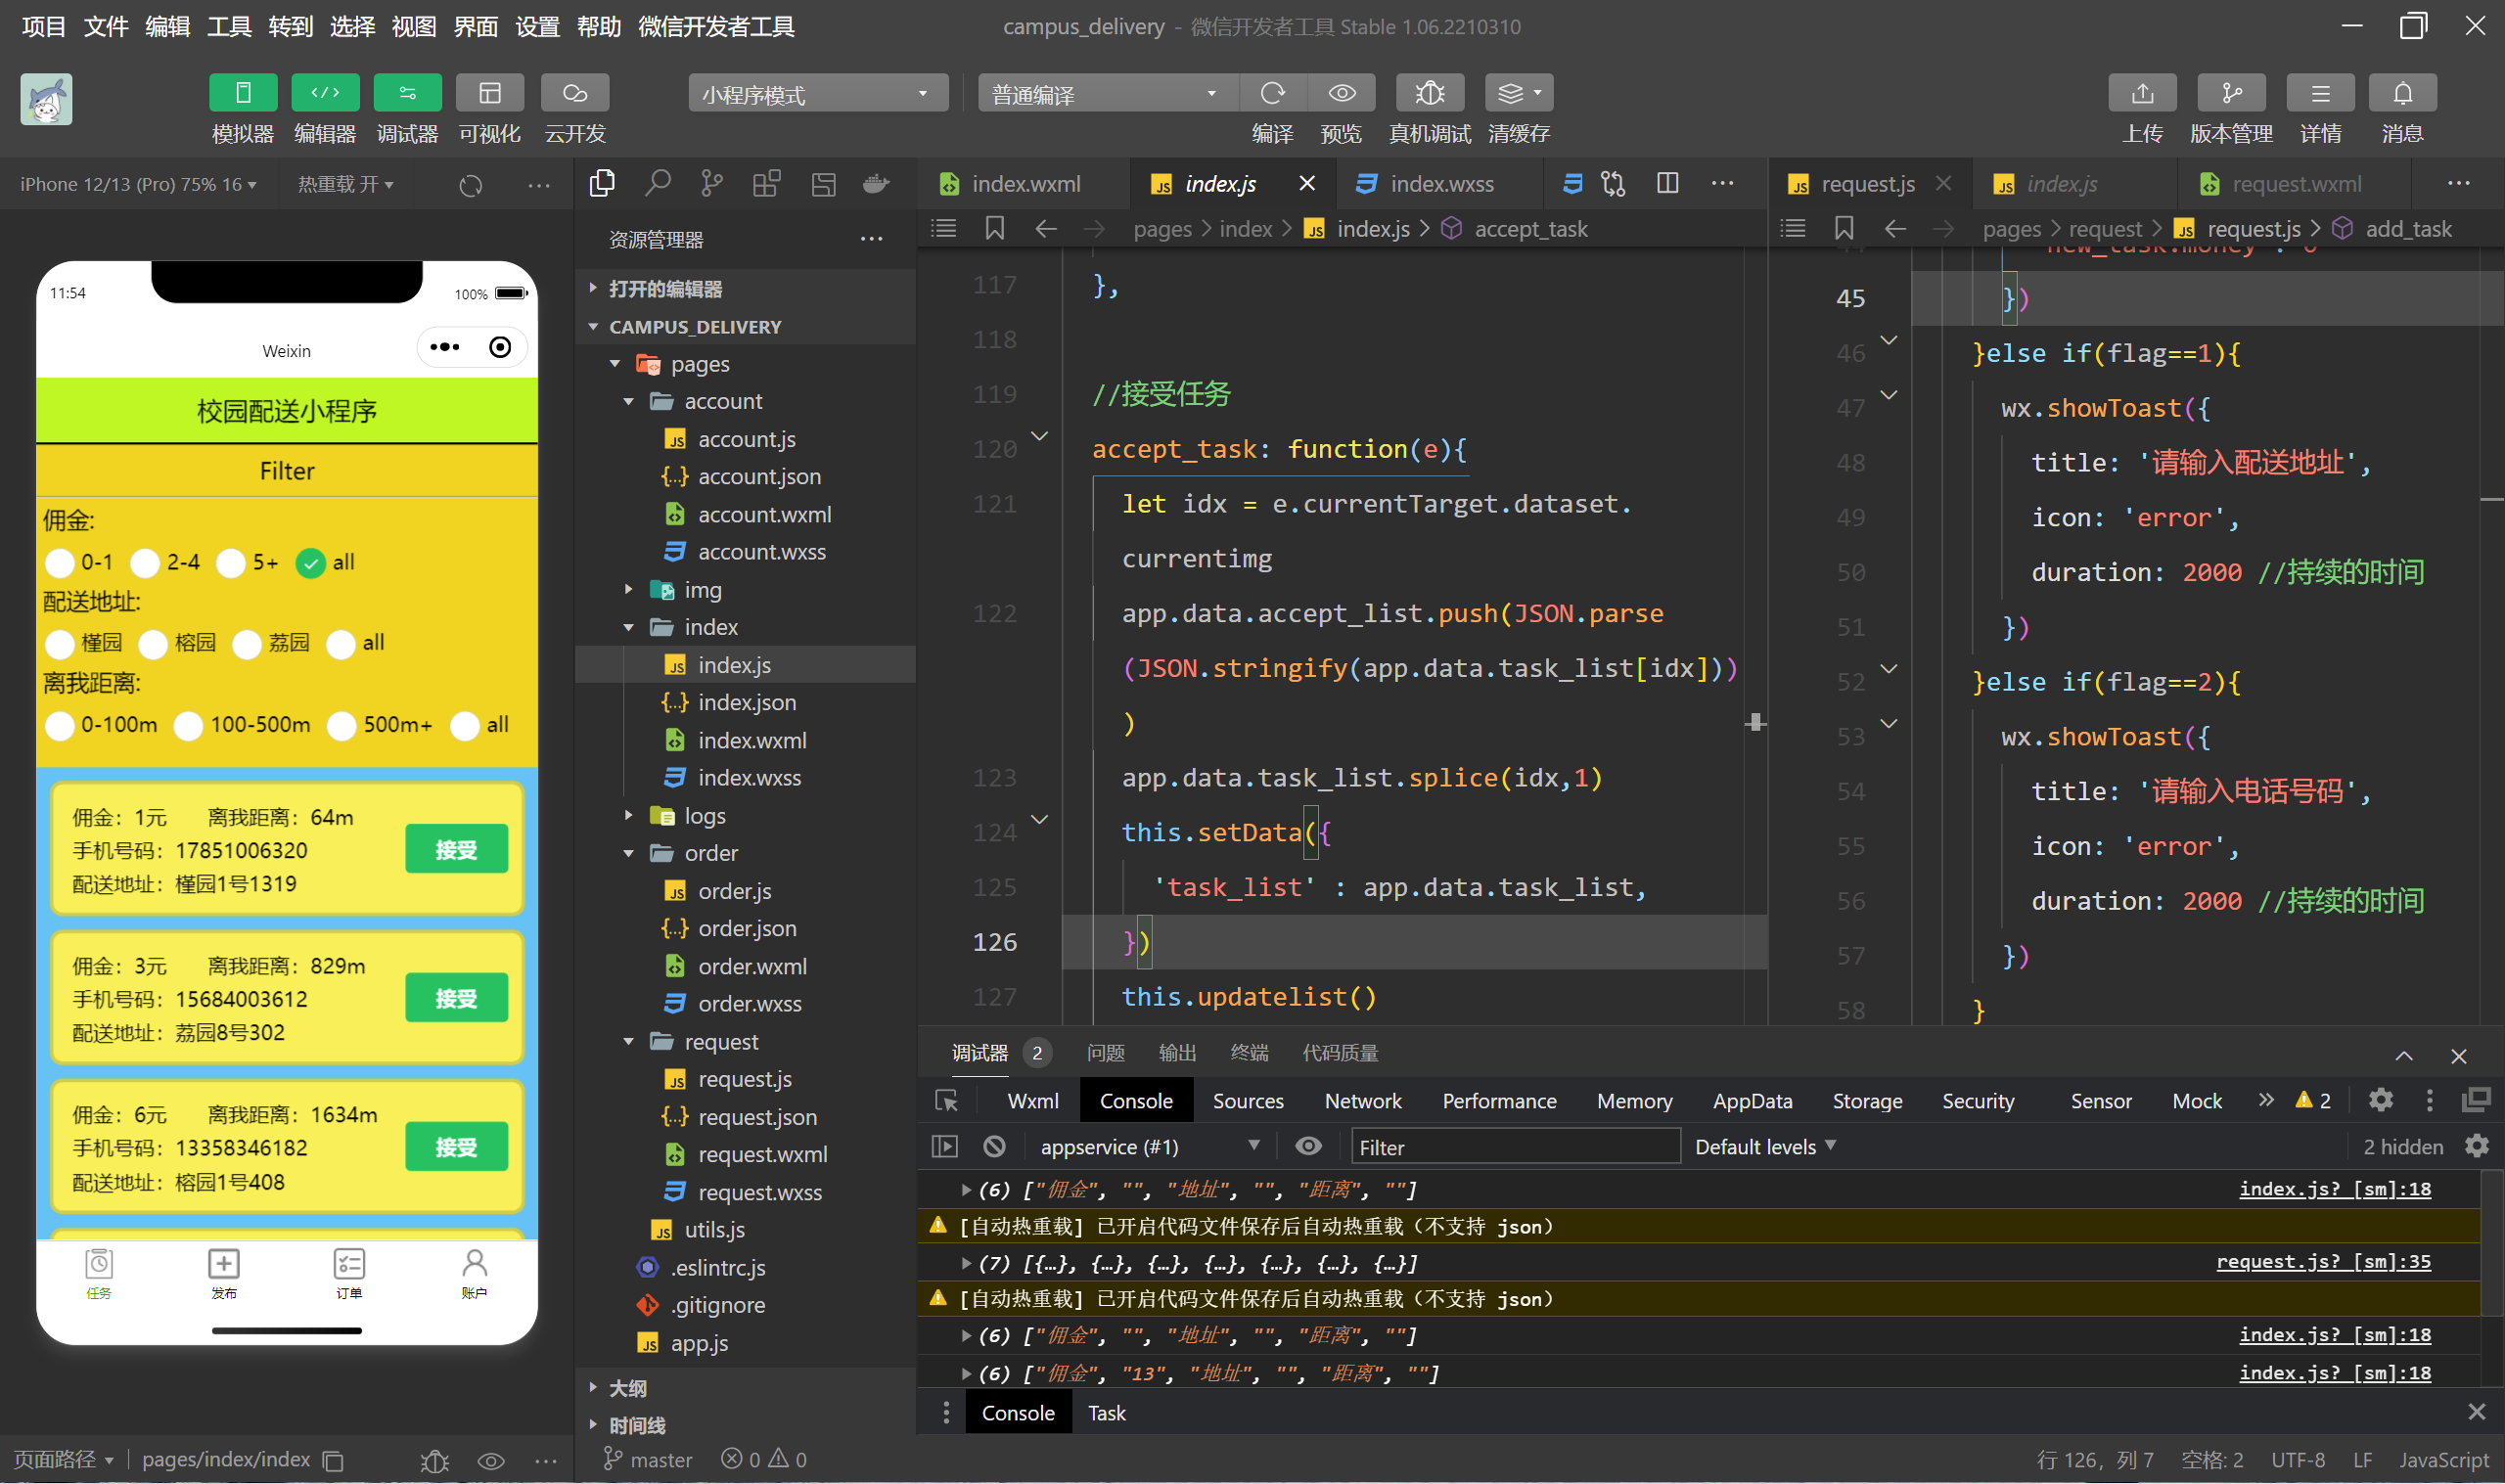 项目 文件 编辑 工具 转到 选择 视图 界面 设置 帮助 微信开发者工具
campus_delivery - 微信开发者工具 Stable 1.06.2210310
模拟器 编辑器 调试器 可视化 云开发
小程序模式
普通编译
编译 预览 真机调试 清缓存
上传 版本管理 详情 消息
iPhone 12/13 (Pro) 75% 16
热重载 开
11:54
100%
Weixin
校园配送小程序
Filter
佣金:
0-1 2-4 5+ all
配送地址:
槿园 榕园 荔园 all
离我距离:
0-100m 100-500m 500m+ all
佣金：1元 离我距离：64m
手机号码：17851006320
配送地址：槿园1号1319
接受
佣金：3元 离我距离：829m
手机号码：15684003612
配送地址：荔园8号302
接受
佣金：6元 离我距离：1634m
手机号码：13358346182
配送地址：榕园1号408
接受
任务 发布 订单 账户
页面路径 pages/index/index
资源管理器
打开的编辑器
CAMPUS_DELIVERY
pages
account
account.js
account.json
account.wxml
account.wxss
img
index
index.js
index.json
index.wxml
index.wxss
logs
order
order.js
order.json
order.wxml
order.wxss
request
request.js
request.json
request.wxml
request.wxss
utils.js
.eslintrc.js
.gitignore
app.js
大纲
时间线
master 0 0
index.wxml index.js index.wxss
pages > index > index.js > accept_task
117 },
118
119 //接受任务
120 accept_task: function(e){
121 let idx = e.currentTarget.dataset.
currentimg
122 app.data.accept_list.push(JSON.parse
(JSON.stringify(app.data.task_list[idx]))
)
123 app.data.task_list.splice(idx,1)
124 this.setData({
125 'task_list' : app.data.task_list,
126 })
127 this.updatelist()
request.js index.js request.wxml
pages > request > request.js > add_task
new_task.money : 0
45 })
46 }else if(flag==1){
47 wx.showToast({
48 title: '请输入配送地址',
49 icon: 'error',
50 duration: 2000 //持续的时间
51 })
52 }else if(flag==2){
53 wx.showToast({
54 title: '请输入电话号码',
55 icon: 'error',
56 duration: 2000 //持续的时间
57 })
58 }
调试器 2 问题 输出 终端 代码质量
Wxml Console Sources Network Performance Memory AppData Storage Security Sensor Mock 2
appservice (#1) Filter Default levels 2 hidden
(6) ["佣金", "", "地址", "", "距离", ""] index.js? [sm]:18
[自动热重载] 已开启代码文件保存后自动热重载（不支持 json）
(7) [{…}, {…}, {…}, {…}, {…}, {…}, {…}] request.js? [sm]:35
[自动热重载] 已开启代码文件保存后自动热重载（不支持 json）
(6) ["佣金", "", "地址", "", "距离", ""] index.js? [sm]:18
(6) ["佣金", "13", "地址", "", "距离", ""] index.js? [sm]:18
Console Task
行 126，列 7 空格: 2 UTF-8 LF JavaScript